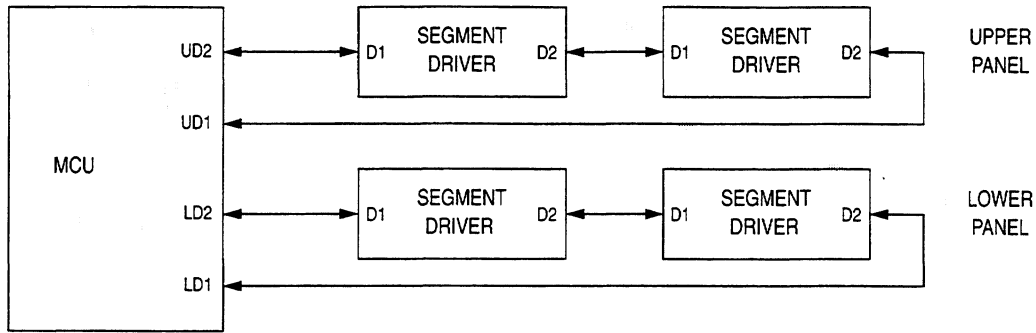 MCU
UD2
UD1
LD2
LD1
D1 SEGMENT DRIVER D2
D1 SEGMENT DRIVER D2
UPPER PANEL
D1 SEGMENT DRIVER D2
D1 SEGMENT DRIVER D2
LOWER PANEL